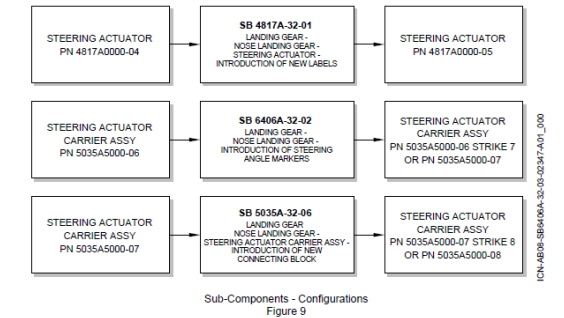 STEERING ACTUATOR
PN 4817A0000-04
SB 4817A-32-01
LANDING GEAR -
NOSE LANDING GEAR -
STEERING ACTUATOR -
INTRODUCTION OF NEW LABELS
STEERING ACTUATOR
PN 4817A0000-05
STEERING ACTUATOR
CARRIER ASSY
PN 5035A5000-06
SB 6406A-32-02
LANDING GEAR -
NOSE LANDING GEAR -
INTRODUCTION OF STEERING
ANGLE MARKERS
STEERING ACTUATOR
CARRIER ASSY
PN 5035A5000-06 STRIKE 7
OR PN 5035A5000-07
STEERING ACTUATOR
CARRIER ASSY
PN 5035A5000-07
SB 5035A-32-06
LANDING GEAR
NOSE LANDING GEAR -
STEERING ACTUATOR CARRIER ASSY -
INTRODUCTION OF NEW
CONNECTING BLOCK
STEERING ACTUATOR
CARRIER ASSY
PN 5035A5000-07 STRIKE 8
OR PN 5035A5000-08
ICN-AB06-SB6406A-32-03-02347-A-01_000
Sub-Components - Configurations
Figure 9